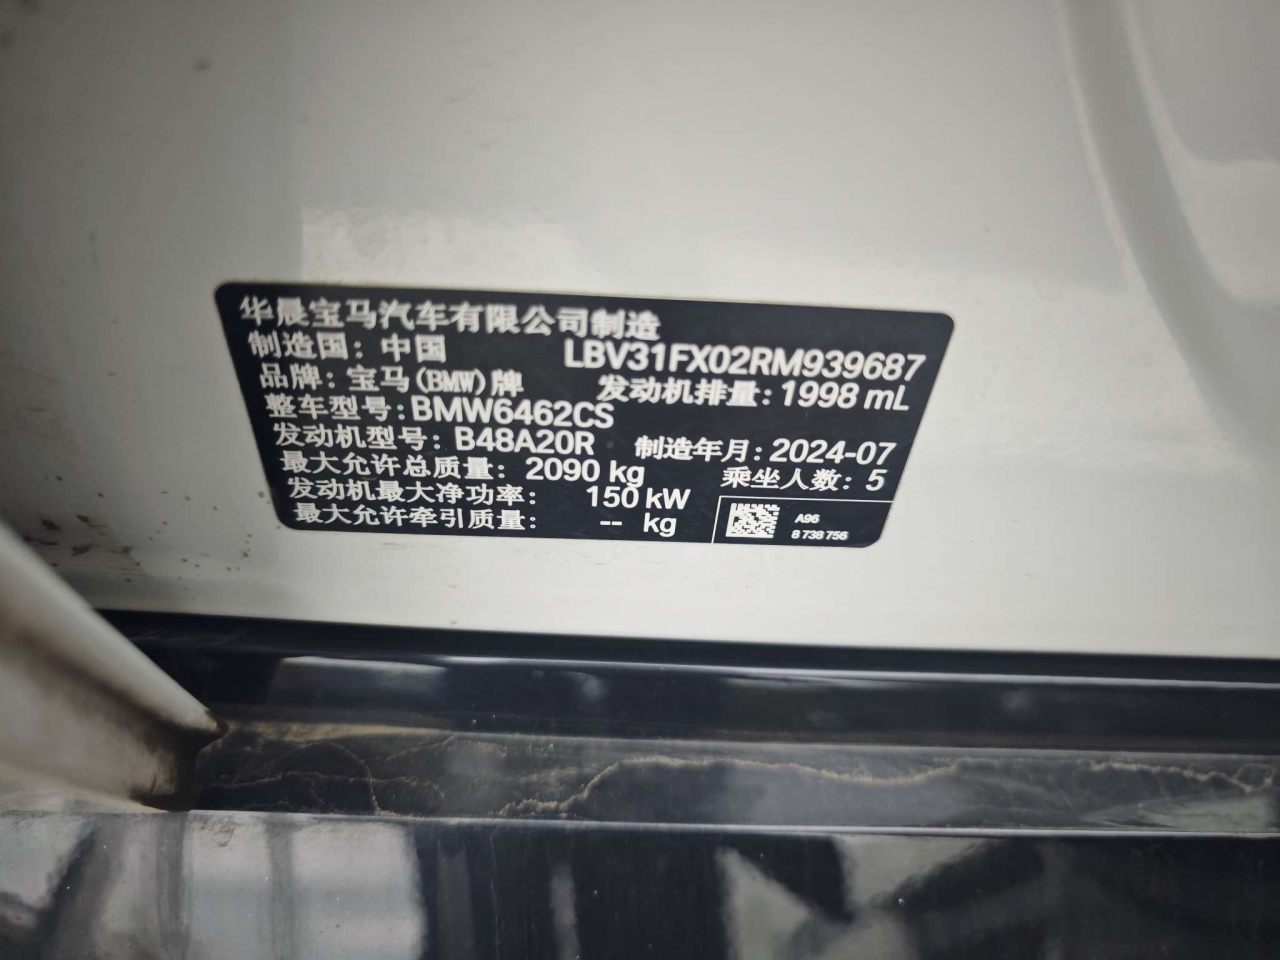 华晨宝马汽车有限公司制造
制造国：中国 LBV31FX02RM939687
品牌：宝马(BMW)牌 发动机排量：1998 mL
整车型号：BMW6462CS
发动机型号：B48A20R 制造年月：2024-07
最大允许总质量：2090 kg 乘坐人数：5
发动机最大净功率：150 kW
最大允许牵引质量：-- kg
A96
8 738 756